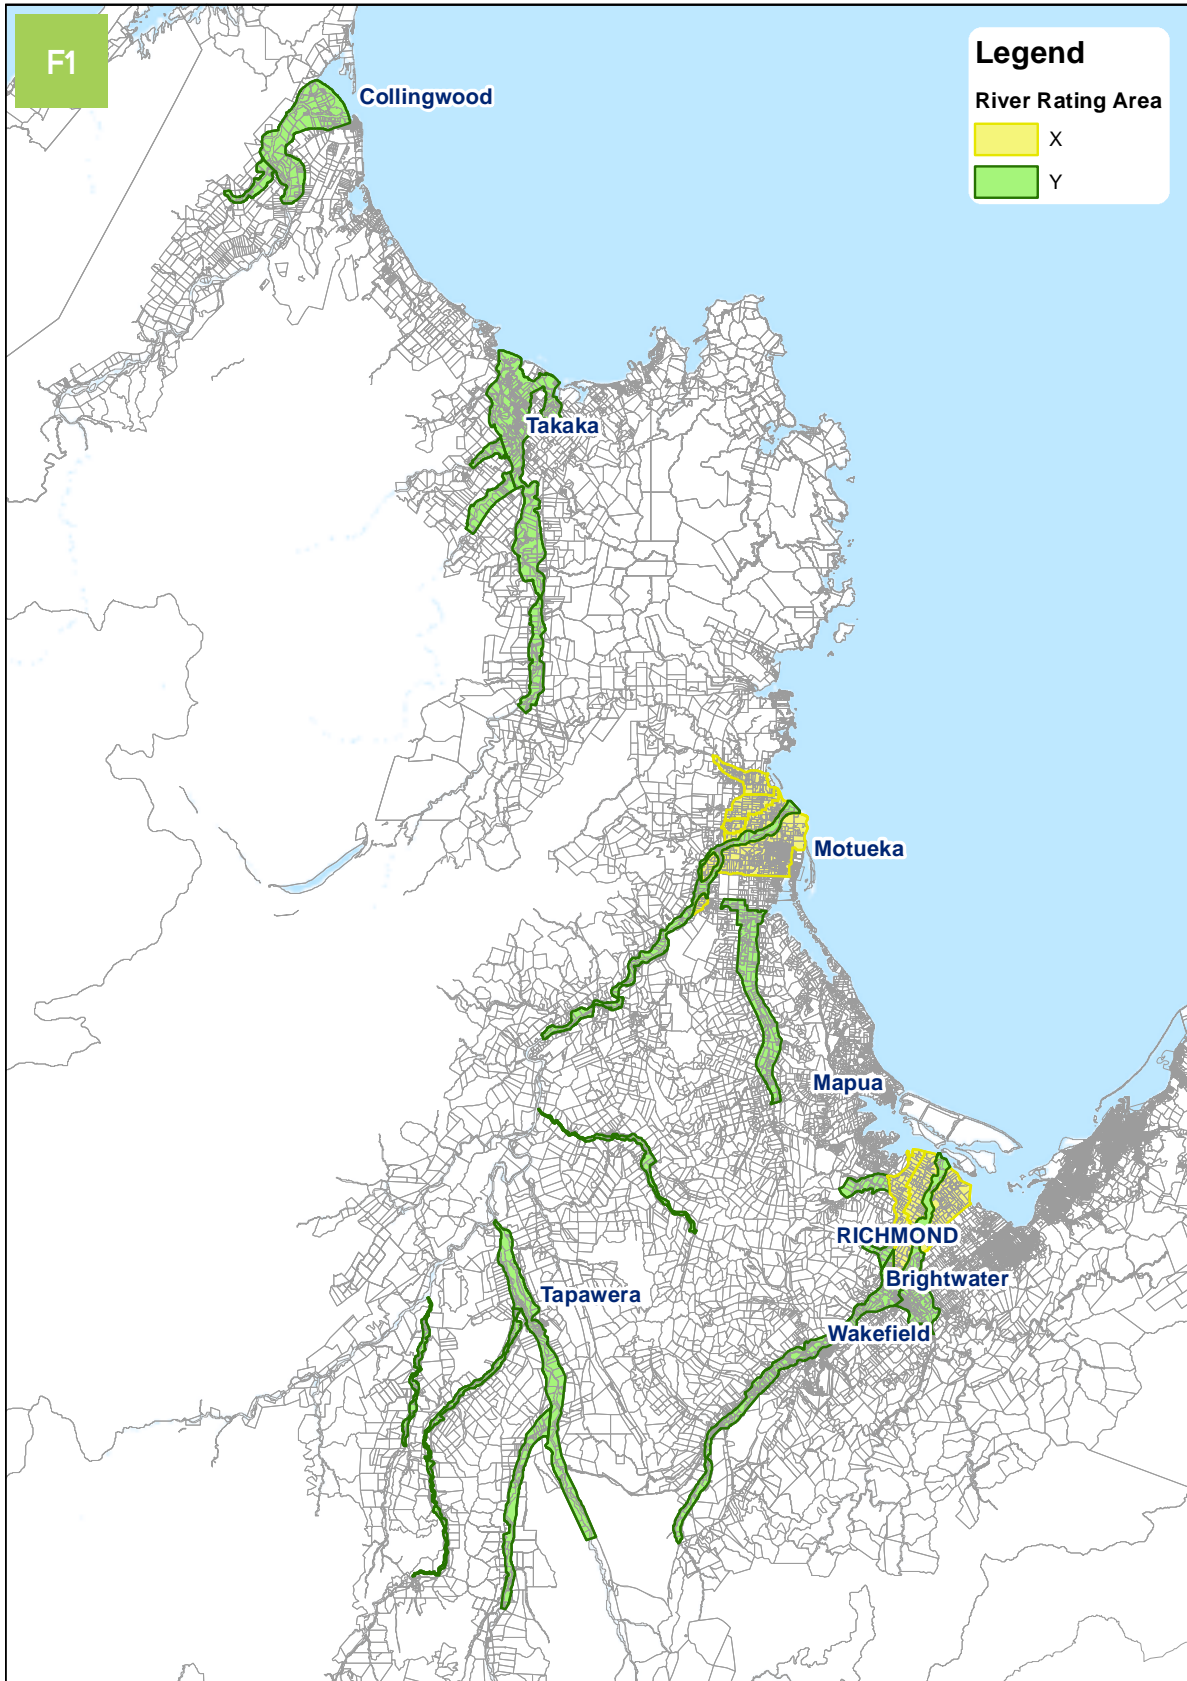 F1
Legend
River Rating Area
X
Y
Collingwood
Takaka
Motueka
Mapua
RICHMOND
Brightwater
Tapawera
Wakefield